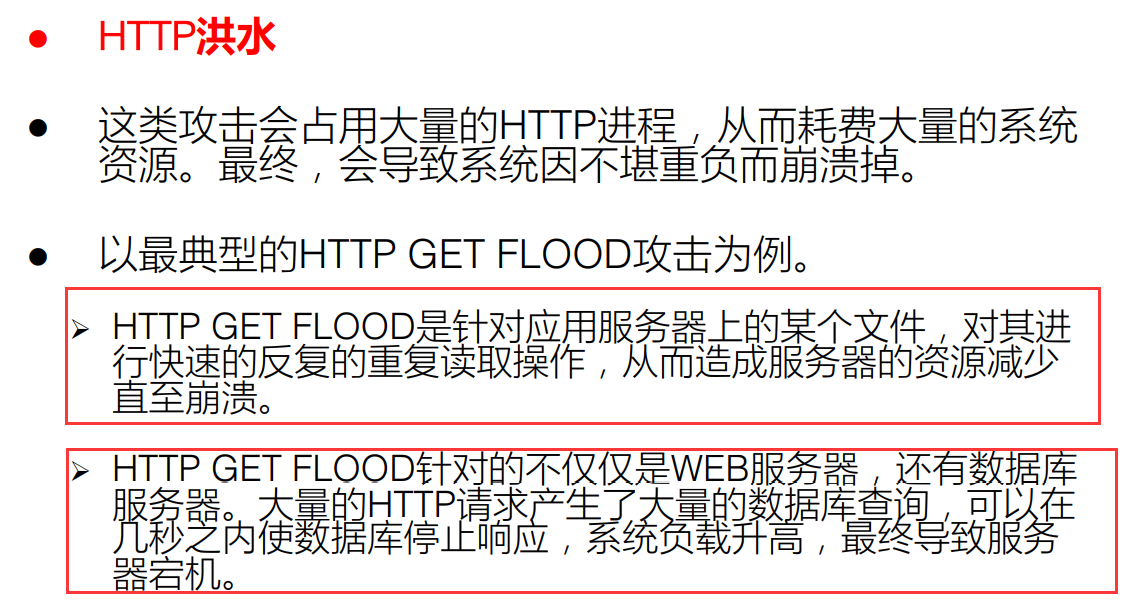 HTTP洪水
这类攻击会占用大量的HTTP进程，从而耗费大量的系统
资源。最终，会导致系统因不堪重负而崩溃掉。
以最典型的HTTP GET FLOOD攻击为例。
HTTP GET FLOOD是针对应用服务器上的某个文件，对其进
行快速的反复的重复读取操作，从而造成服务器的资源减少
直至崩溃。
HTTP GET FLOOD针对的不仅仅是WEB服务器，还有数据库
服务器。大量的HTTP请求产生了大量的数据库查询，可以在
几秒之内使数据库停止响应，系统负载升高，最终导致服务
器宕机。